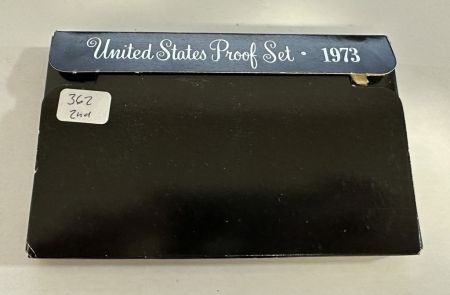 United States Proof Set · 1973
362
2nd